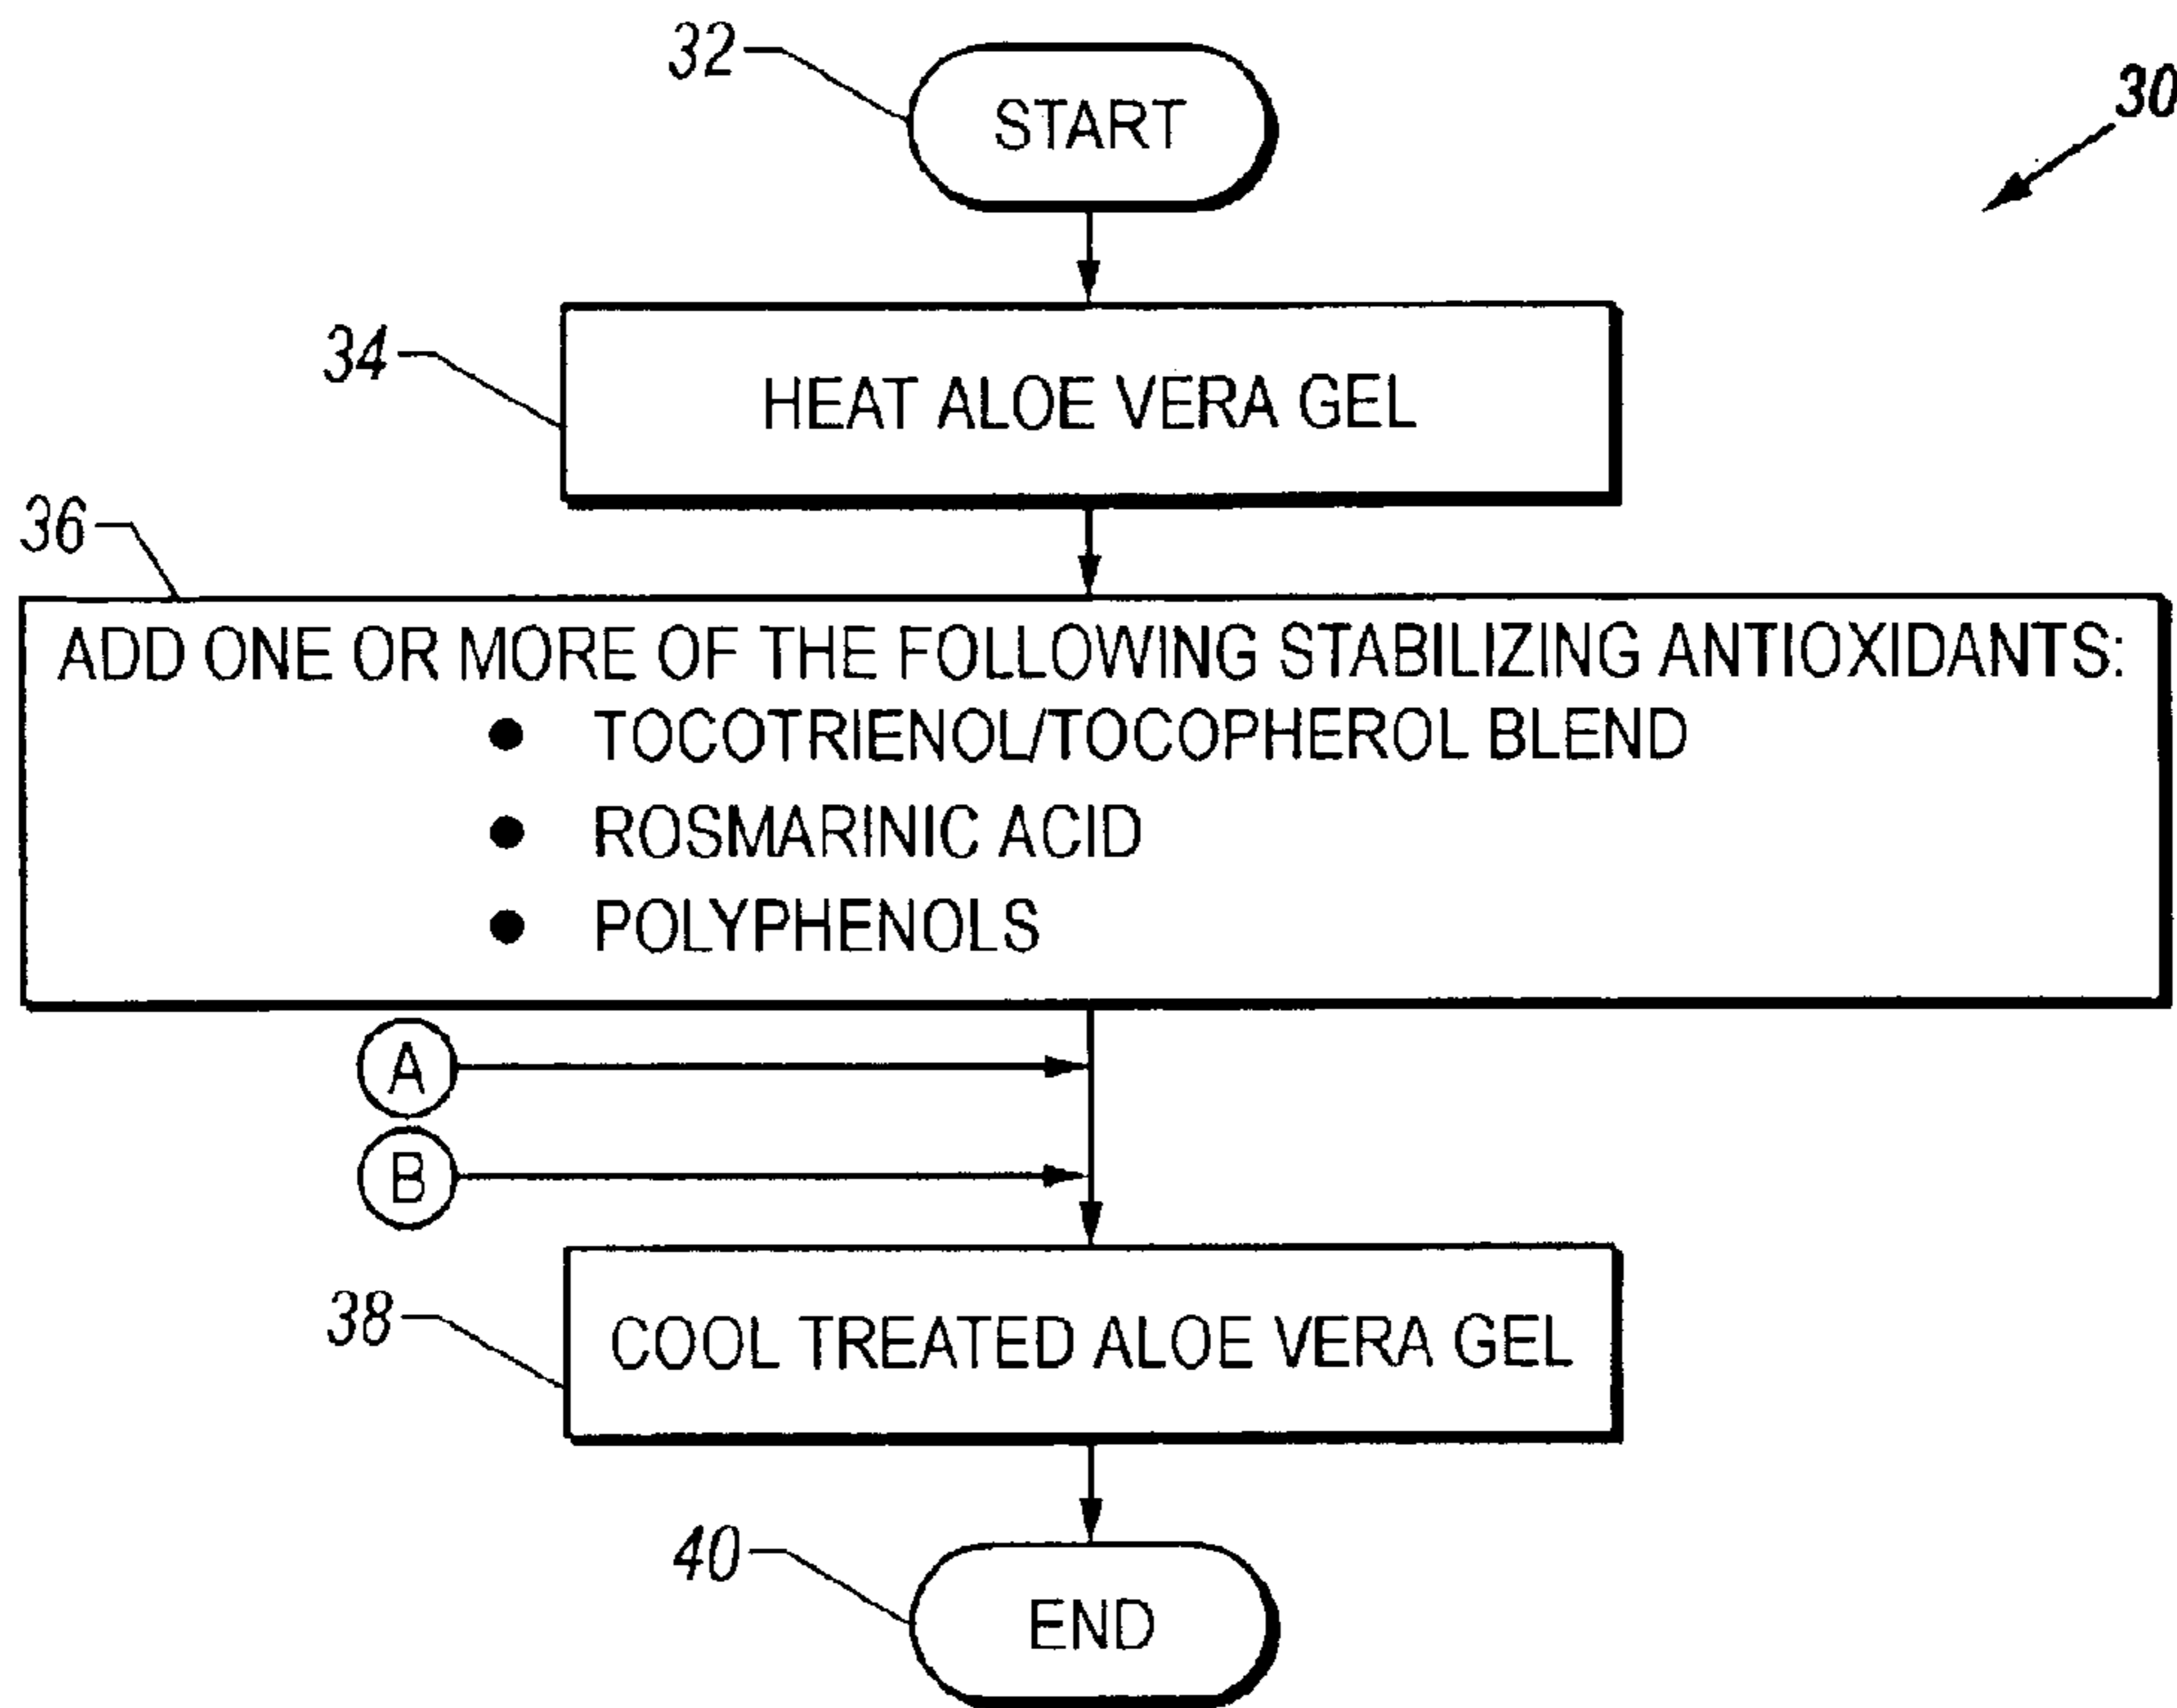 32
START
30
34
HEAT ALOE VERA GEL
36
ADD ONE OR MORE OF THE FOLLOWING STABILIZING ANTIOXIDANTS:
● TOCOTRIENOL/TOCOPHEROL BLEND
● ROSMARINIC ACID
● POLYPHENOLS
A
B
38
COOL TREATED ALOE VERA GEL
40
END